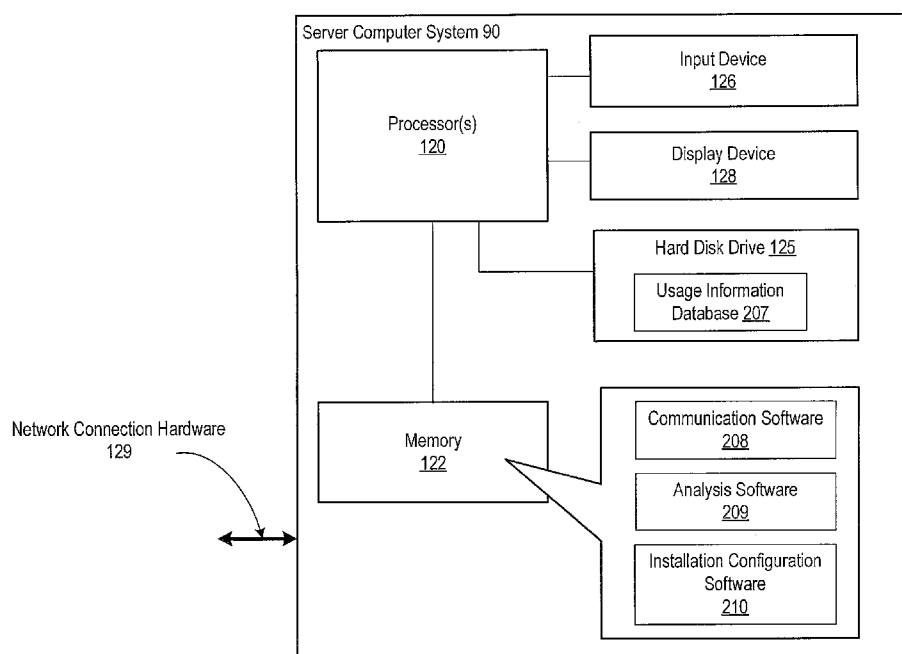 Server Computer System 90
Processor(s)
120
Input Device
126
Display Device
128
Hard Disk Drive 125
Usage Information
Database 207
Memory
122
Communication Software
208
Analysis Software
209
Installation Configuration
Software
210
Network Connection Hardware
129